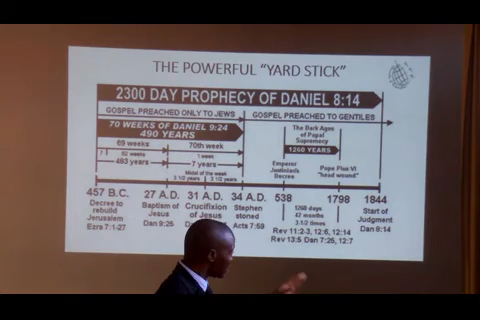 THE POWERFUL "YARD STICK"
2300 DAY PROPHECY OF DANIEL 8:14
GOSPEL PREACHED ONLY TO JEWS
GOSPEL PREACHED TO GENTILES
70 WEEKS OF DANIEL 9:24
490 YEARS
The Dark Ages
of Papal
Supremacy
1260 YEARS
69 weeks
70th week
7
62 weeks
1 week
483 years
7 years
Midst of the week
3 1/2 years
3 1/2 years
Emperor
Justinian's
Decree
Pope Pius VI
"head wound"
457 B.C.
Decree to
rebuild
Jerusalem
Ezra 7:1-27
27 A.D.
Baptism of
Jesus
Dan 9:25
31 A.D.
Crucifixion
of Jesus
34 A.D.
Stephen
stoned
Acts 7:59
538
1260 days
42 months
3-1/2 times
1798
Rev 11:2-3, 12:6, 12:14
Rev 13:5 Dan 7:25, 12:7
1844
Start of
Judgment
Dan 8:14